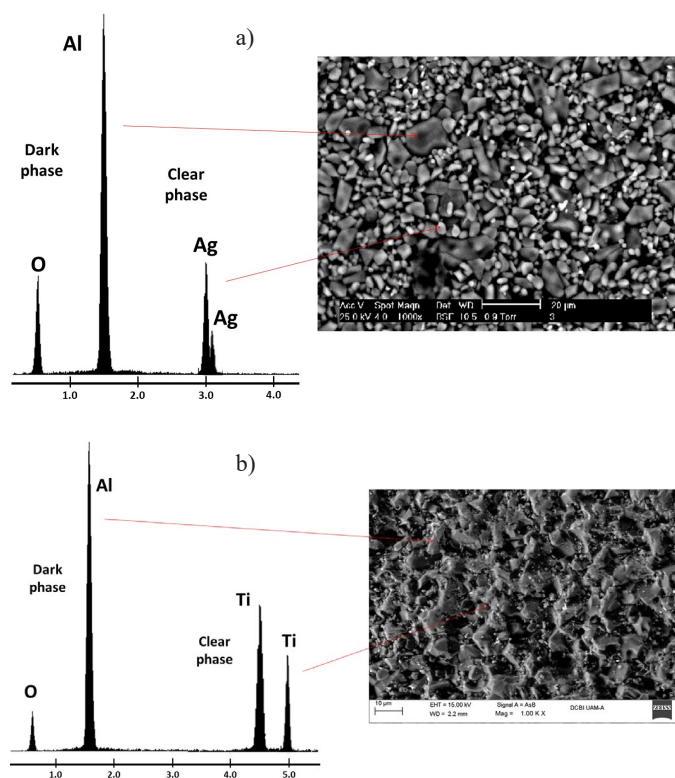 a)
Al
Dark
phase
Clear
phase
O
Ag
Ag
1.0 2.0 3.0 4.0
Acc V Spot Magn Det WD 20 µm
25.0 kV 4.0 1000x BSE 10.5 0.9 Torr 3
b)
Al
Dark
phase
Ti
Clear
phase
Ti
O
1.0 2.0 3.0 4.0 5.0
10 µm
EHT = 15.00 kV Signal A = AsB
WD = 2.2 mm Mag = 1.00 K X
DCBI UAM-A
ZEISS